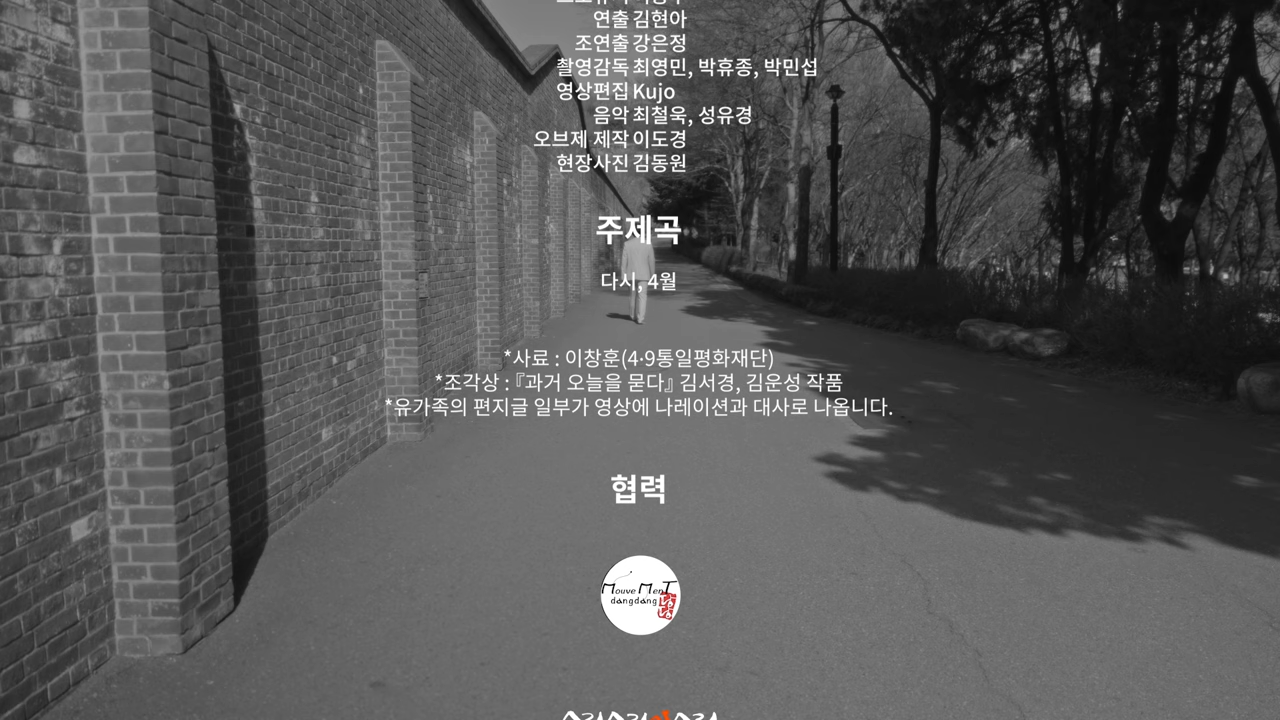 연출 김현아
조연출 강은정
촬영감독 최영민, 박휴종, 박민섭
영상편집 Kujo
음악 최철욱, 성유경
오브제 제작 이도경
현장사진 김동원
주제곡
다시, 4월
*사료 : 이창훈(4·9통일평화재단)
*조각상 : 『과거 오늘을 묻다』 김서경, 김운성 작품
*유가족의 편지글 일부가 영상에 나레이션과 대사로 나옵니다.
협력
Mouve MenT
dangdang